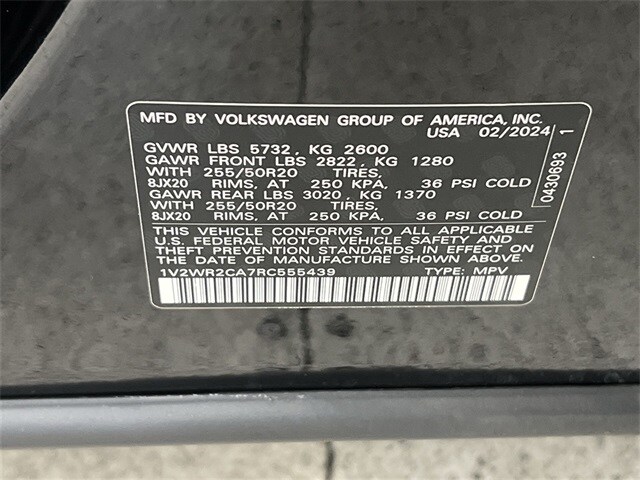 MFD BY VOLKSWAGEN GROUP OF AMERICA, INC.
USA 02/2024
GVWR LBS 5732, KG 2600
GAWR FRONT LBS 2822, KG 1280
WITH 255/50R20 TIRES,
8JX20 RIMS, AT 250 KPA, 36 PSI COLD
GAWR REAR LBS 3020, KG 1370
WITH 255/50R20 TIRES,
8JX20 RIMS, AT 250 KPA, 36 PSI COLD
THIS VEHICLE CONFORMS TO ALL APPLICABLE
U.S. FEDERAL MOTOR VEHICLE SAFETY AND
THEFT PREVENTION STANDARDS IN EFFECT ON
THE DATE OF MANUFACTURE SHOWN ABOVE.
1V2WR2CA7RC555439 TYPE: MPV
0430693 1